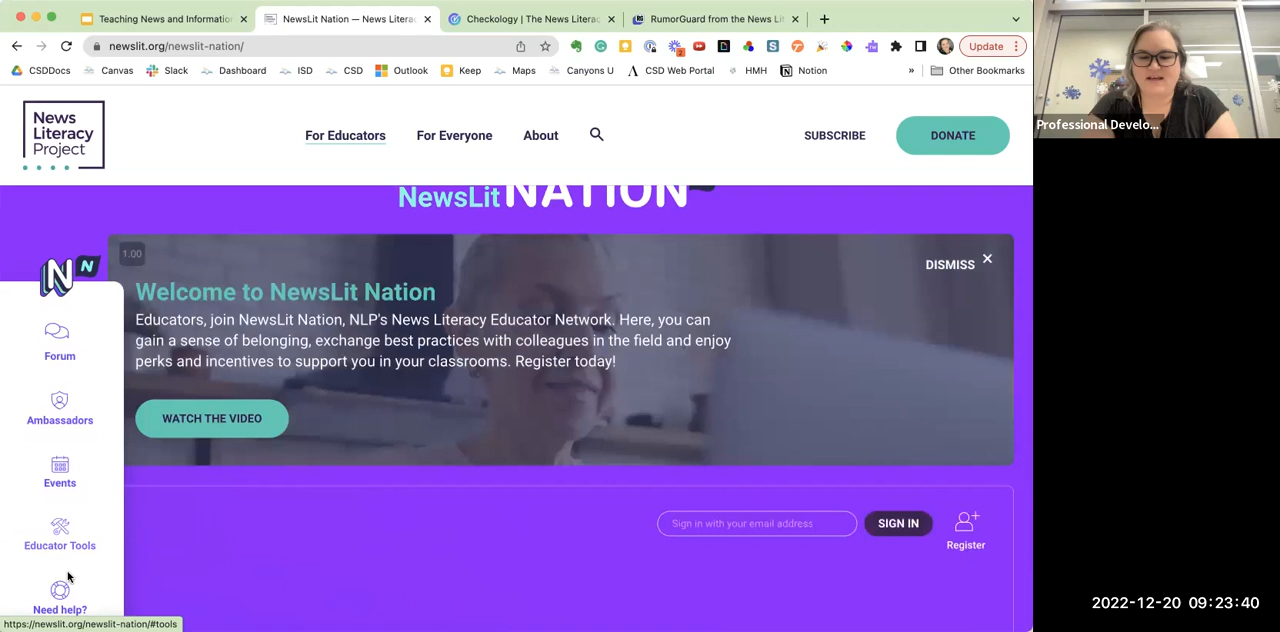 Teaching News and Information
NewsLit Nation — News Litera
Checkology | The News Literac
RumorGuard from the News Lit
newslit.org/newslit-nation/
Update
CSDDocs
Canvas
Slack
Dashboard
ISD
CSD
Outlook
Keep
Maps
Canyons U
CSD Web Portal
HMH
Notion
»
Other Bookmarks
News
Literacy
Project
For Educators
For Everyone
About
SUBSCRIBE
DONATE
NewsLit NATION
1.00
DISMISS
Welcome to NewsLit Nation
Educators, join NewsLit Nation, NLP's News Literacy Educator Network. Here, you can
gain a sense of belonging, exchange best practices with colleagues in the field and enjoy
perks and incentives to support you in your classrooms. Register today!
WATCH THE VIDEO
N N
Forum
Ambassadors
Events
Educator Tools
Need help?
Sign in with your email address
SIGN IN
Register
https://newslit.org/newslit-nation/#tools
Professional Develo...
2022-12-20 09:23:40